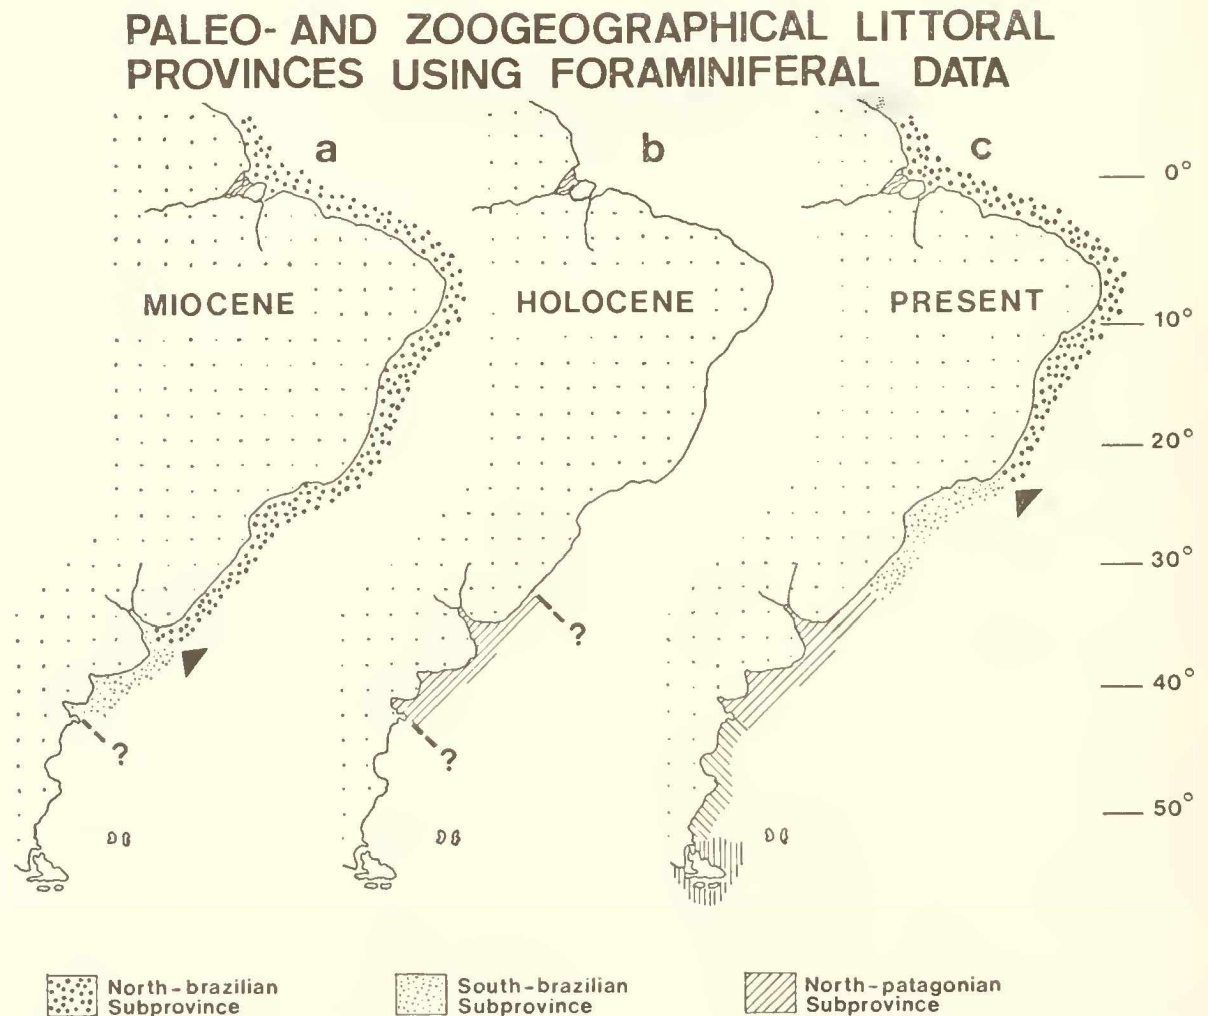 PALEO- AND ZOOGEOGRAPHICAL LITTORAL
PROVINCES USING FORAMINIFERAL DATA
a
b
c
0°
MIOCENE
HOLOCENE
PRESENT
10°
20°
30°
?
40°
?
?
50°
North-brazilian
Subprovince
South-brazilian
Subprovince
North-patagonian
Subprovince